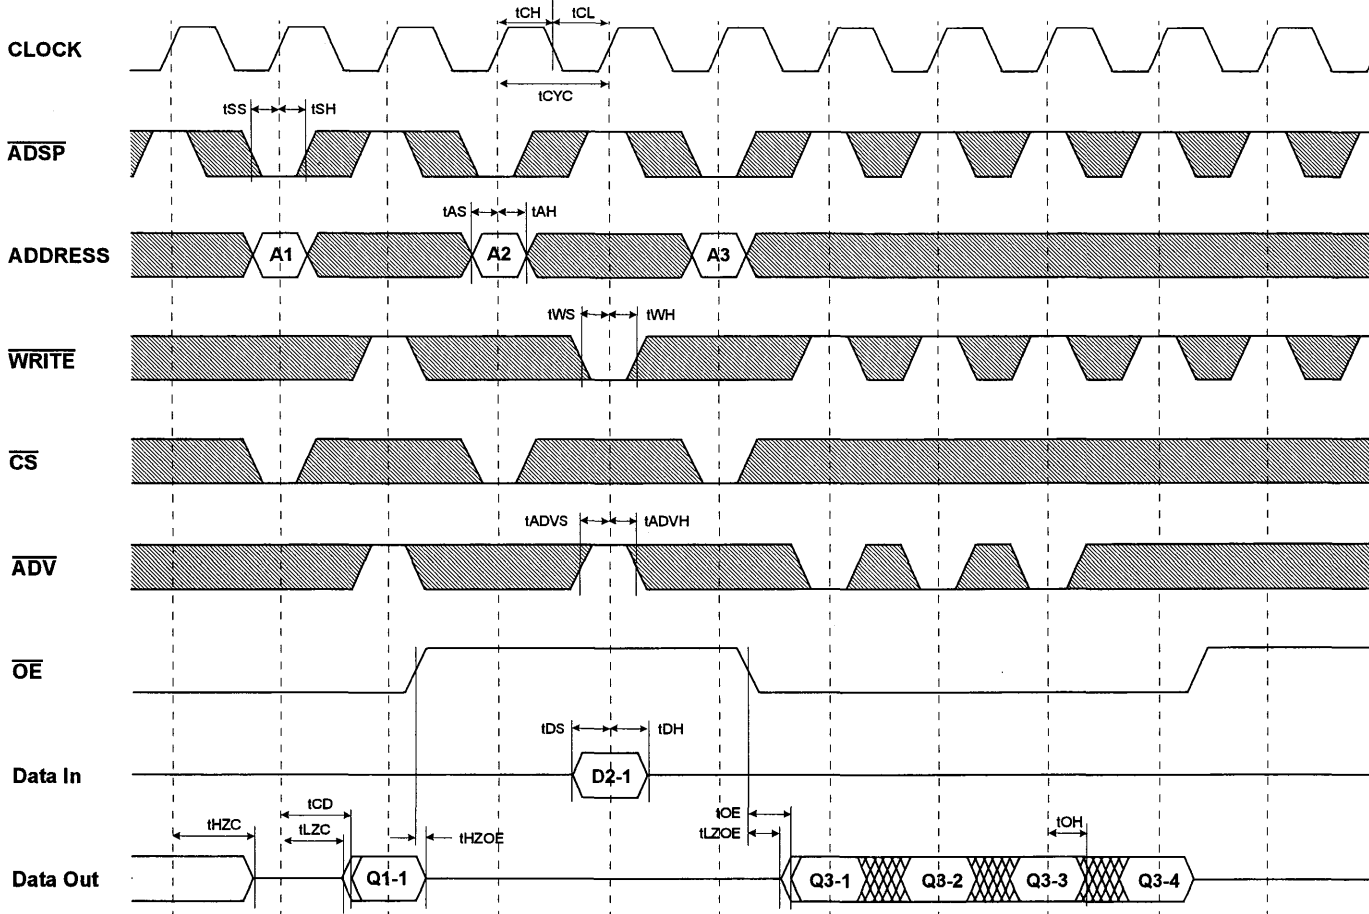 tCH tCL
CLOCK
tCYC
tSS tSH
ADSP
tAS tAH
ADDRESS A1 A2 A3
tWS tWH
WRITE
CS
tADVS tADVH
ADV
OE
tDS tDH
Data In D2-1
tCD tOE
tHZC tLZC tHZOE tLZOE tOH
Data Out Q1-1 Q3-1 Q3-2 Q3-3 Q3-4